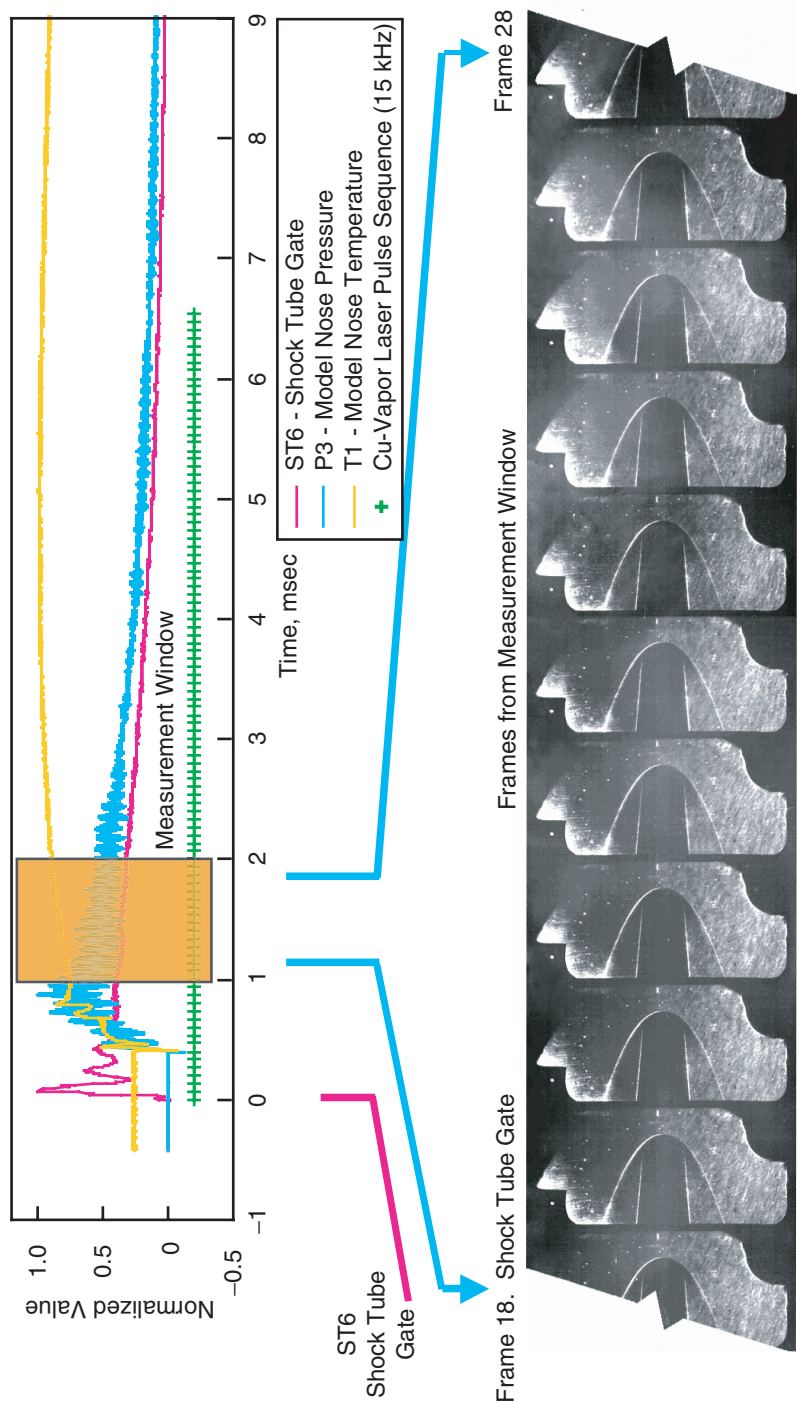 Normalized Value
1.0
0.5
0
−0.5
−1
0
1
2
3
4
5
6
7
8
9
Time, msec
Measurement Window
ST6 - Shock Tube Gate
P3 - Model Nose Pressure
T1 - Model Nose Temperature
Cu-Vapor Laser Pulse Sequence (15 kHz)
ST6
Shock Tube
Gate
Frame 18. Shock Tube Gate
Frames from Measurement Window
Frame 28